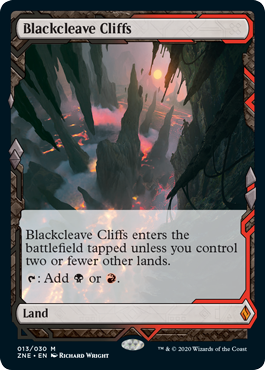 Blackcleave Cliffs
Blackcleave Cliffs enters the
battlefield tapped unless you control
two or fewer other lands.
: Add or .
Land
013/030 M
ZNE • EN Richard Wright
™ & © 2020 Wizards of the Coast